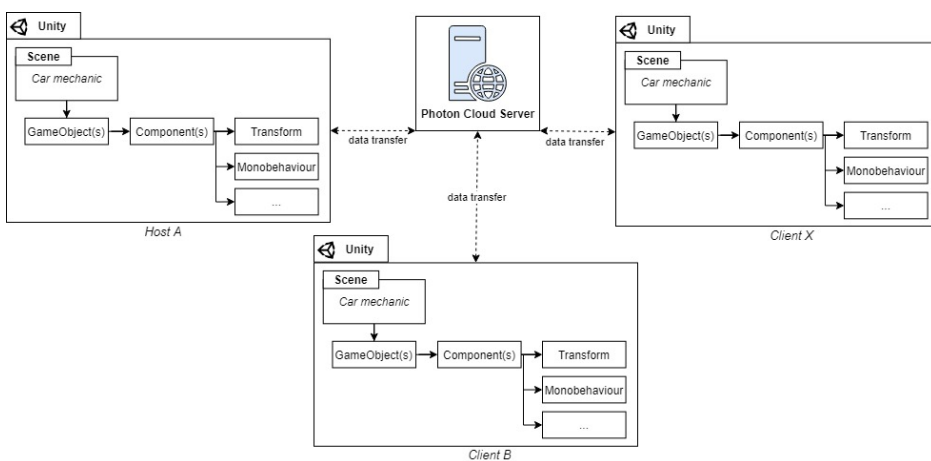 Unity
Scene
Car mechanic
GameObject(s)
Component(s)
Transform
Monobehaviour
...
Host A
data transfer
Photon Cloud Server
data transfer
data transfer
Unity
Scene
Car mechanic
GameObject(s)
Component(s)
Transform
Monobehaviour
...
Client X
Unity
Scene
Car mechanic
GameObject(s)
Component(s)
Transform
Monobehaviour
...
Client B